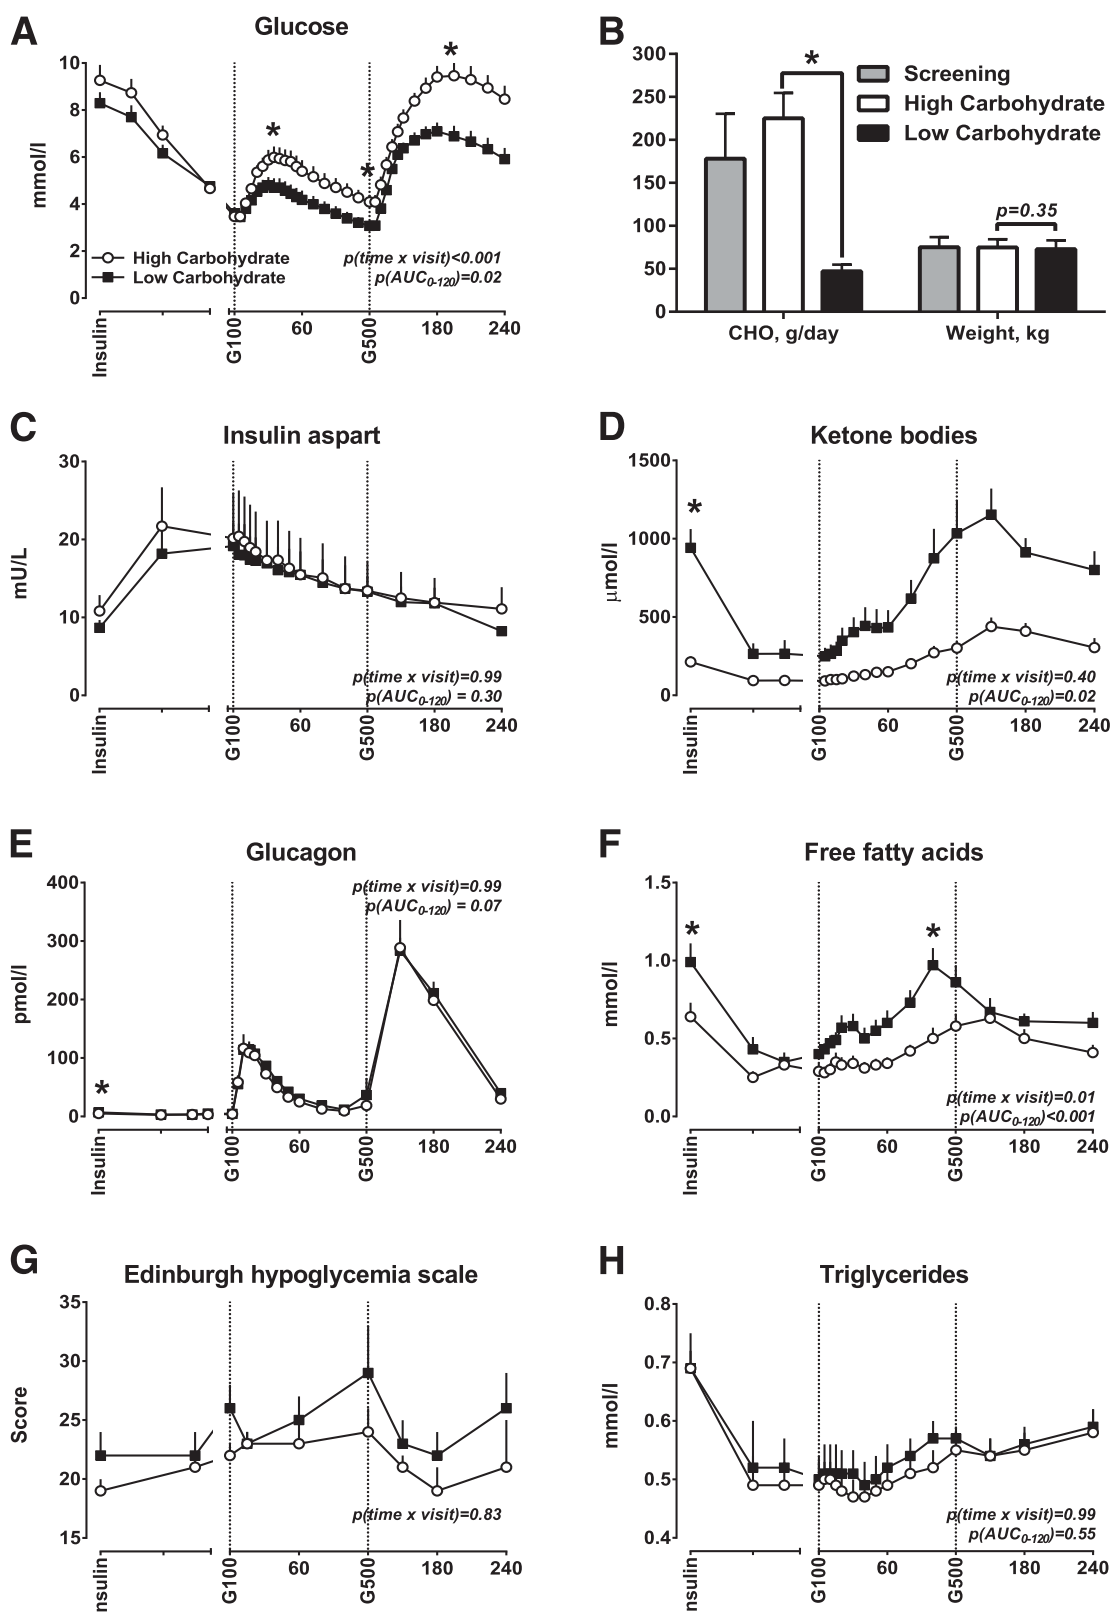 A
Glucose
mmol/l
10
8
6
4
2
0
*
*
*
High Carbohydrate
Low Carbohydrate
p(time x visit)<0.001
p(AUC0-120)=0.02
Insulin
G100
60
G500
180
240
B
300
250
200
150
100
50
0
*
Screening
High Carbohydrate
Low Carbohydrate
p=0.35
CHO, g/day
Weight, kg
C
Insulin aspart
mU/L
30
20
10
0
p(time x visit)=0.99
p(AUC0-120) = 0.30
Insulin
G100
60
G500
180
240
D
Ketone bodies
μmol/l
1500
1000
500
0
*
p(time x visit)=0.40
p(AUC0-120)=0.02
Insulin
G100
60
G500
180
240
E
Glucagon
pmol/l
400
300
200
100
0
*
p(time x visit)=0.99
p(AUC0-120) = 0.07
Insulin
G100
60
G500
180
240
F
Free fatty acids
mmol/l
1.5
1.0
0.5
0.0
*
*
p(time x visit)=0.01
p(AUC0-120)<0.001
Insulin
G100
60
G500
180
240
G
Edinburgh hypoglycemia scale
Score
35
30
25
20
15
p(time x visit)=0.83
nsulin
G100
60
G500
180
240
H
Triglycerides
mmol/l
0.8
0.7
0.6
0.5
0.4
p(time x visit)=0.99
p(AUC0-120)=0.55
nsulin
G100
60
G500
180
240